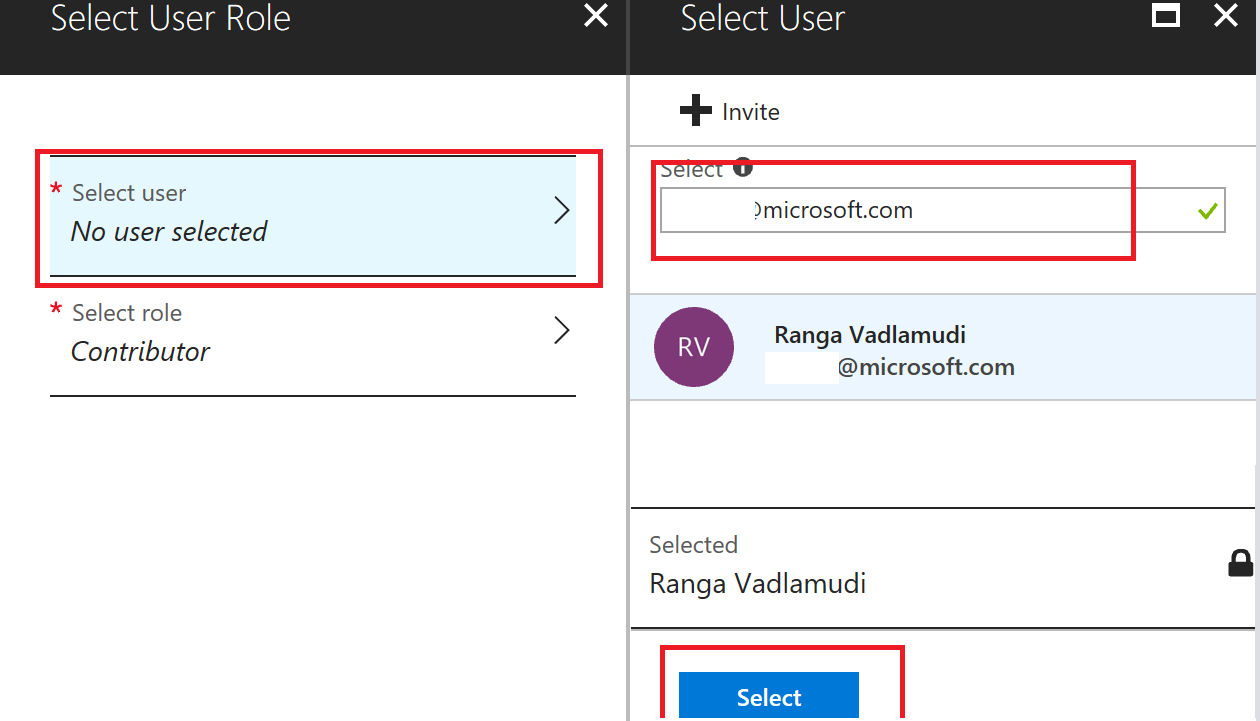 Select User Role
* Select user
No user selected
* Select role
Contributor
Select User
Invite
Select
@microsoft.com
RV
Ranga Vadlamudi
@microsoft.com
Selected
Ranga Vadlamudi
Select